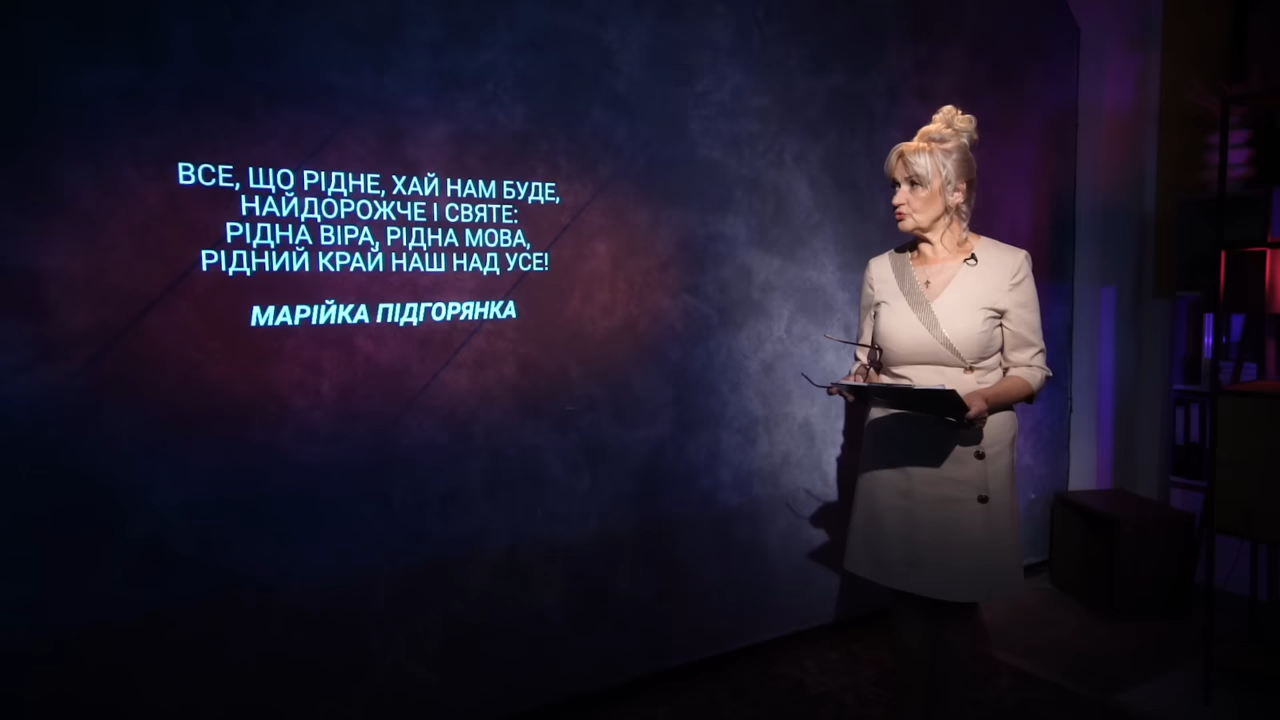 ВСЕ, ЩО РІДНЕ, ХАЙ НАМ БУДЕ,
НАЙДОРОЖЧЕ І СВЯТЕ:
РІДНА ВІРА, РІДНА МОВА,
РІДНИЙ КРАЙ НАШ НАД УСЕ!
МАРІЙКА ПІДГОРЯНКА